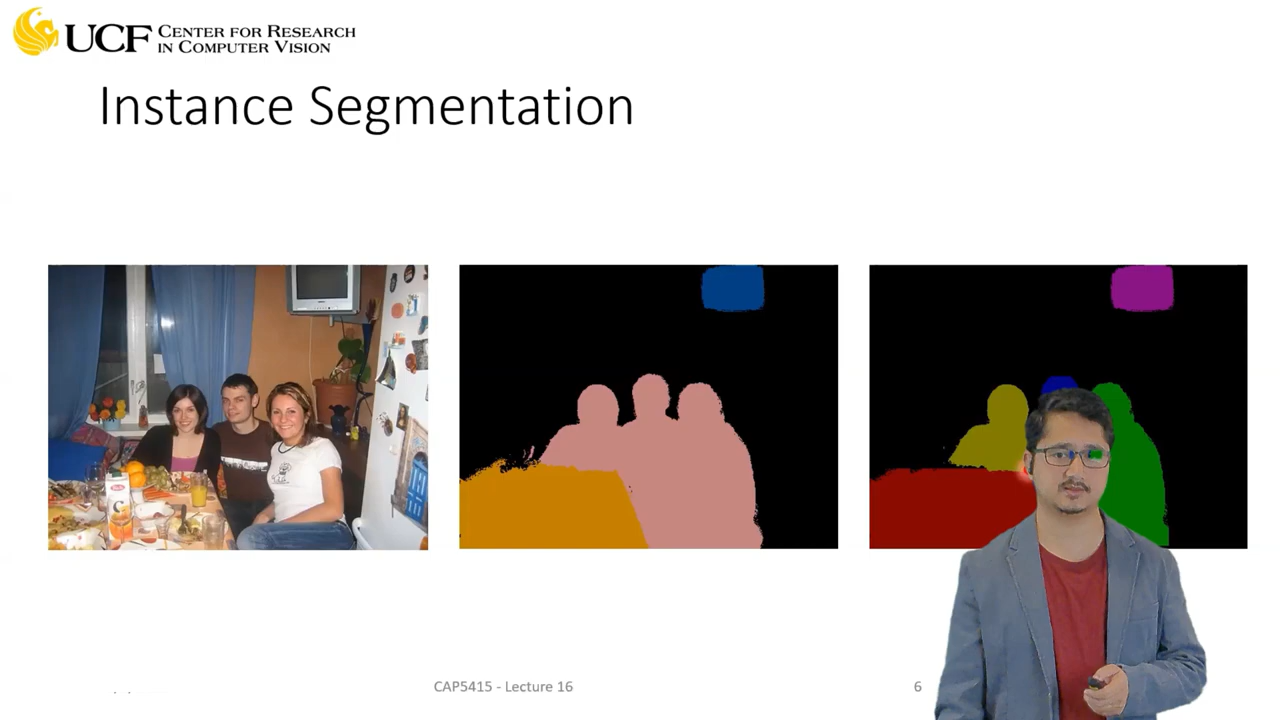 UCF CENTER FOR RESEARCH
IN COMPUTER VISION
Instance Segmentation
CAP5415 - Lecture 16
6